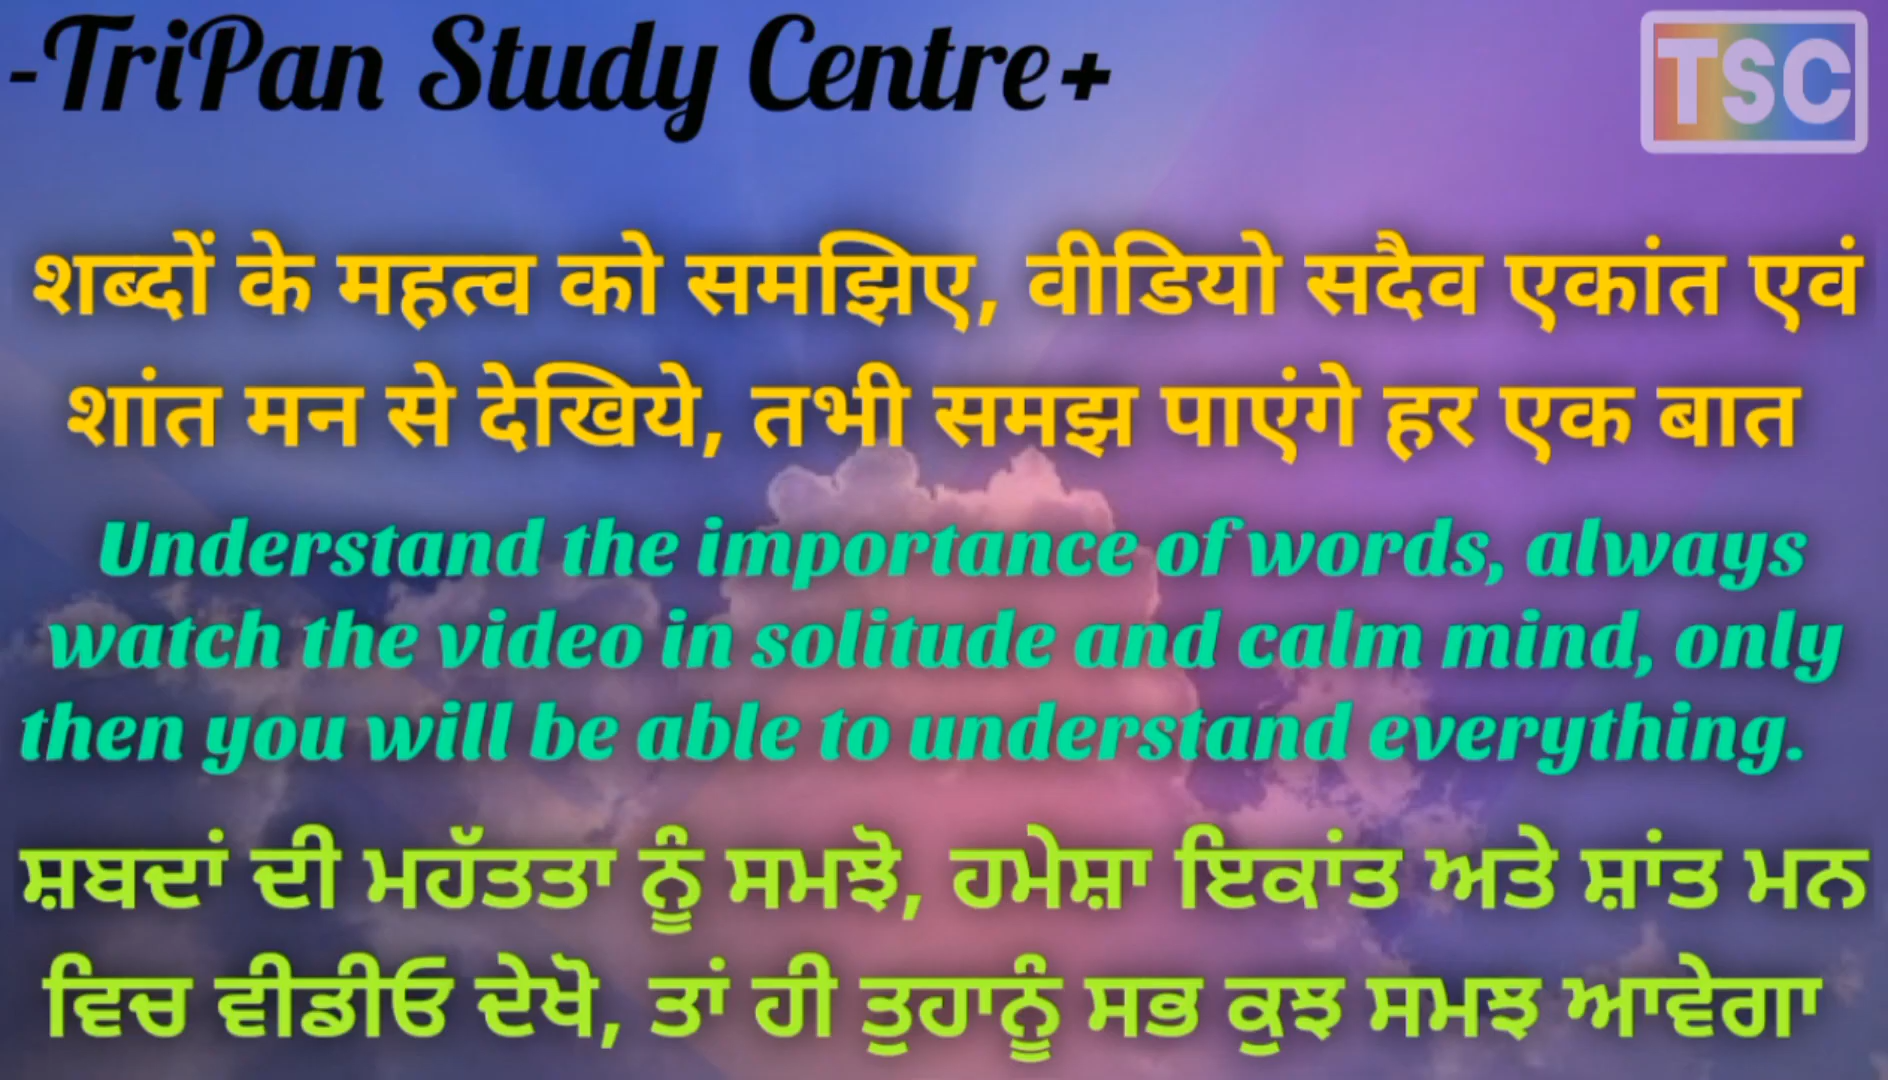 -TriPan Study Centre+
TSC
शब्दों के महत्व को समझिए, वीडियो सदैव एकांत एवं
शांत मन से देखिये, तभी समझ पाएंगे हर एक बात
Understand the importance of words, always
watch the video in solitude and calm mind, only
then you will be able to understand everything.
ਸ਼ਬਦਾਂ ਦੀ ਮਹੱਤਤਾ ਨੂੰ ਸਮਝੋ, ਹਮੇਸ਼ਾ ਇਕਾਂਤ ਅਤੇ ਸ਼ਾਂਤ ਮਨ
ਵਿਚ ਵੀਡੀਓ ਦੇਖੋ, ਤਾਂ ਹੀ ਤੁਹਾਨੂੰ ਸਭ ਕੁਝ ਸਮਝ ਆਵੇਗਾ